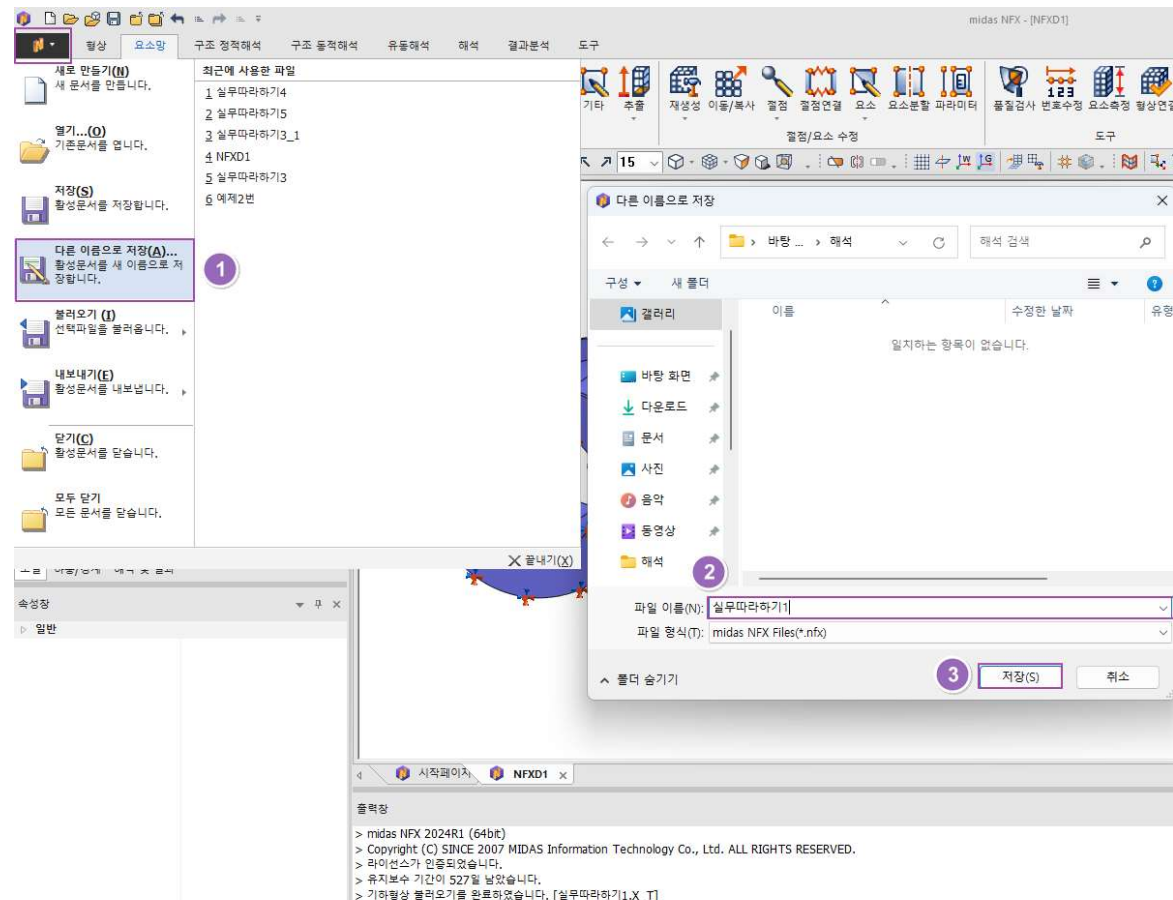 midas NFX - [NFXD1]
형상 요소망 구조 정적해석 구조 동적해석 유동해석 해석 결과분석 도구
새로 만들기(N)
새 문서를 만듭니다.
열기...(O)
기존문서를 엽니다.
저장(S)
활성문서를 저장합니다.
다른 이름으로 저장(A)...
활성문서를 새 이름으로 저
장합니다.
불러오기 (I)
선택파일을 불러옵니다.
내보내기(E)
활성문서를 내보냅니다.
닫기(C)
활성문서를 닫습니다.
모두 닫기
모든 문서를 닫습니다.
최근에 사용한 파일
1 실무따라하기4
2 실무따라하기5
3 실무따라하기3_1
4 NFXD1
5 실무따라하기3
6 예제2번
끝내기(X)
1
기타 추출 재생성 이동/복사 절점 절점연결 요소 요소분할 파라미터 품질검사 번호수정 요소측정 형상연결
절점/요소 수정 도구
15
다른 이름으로 저장
바탕 ... › 해석
해석 검색
구성 새 폴더
이름 수정한 날짜 유형
일치하는 항목이 없습니다.
갤러리
바탕 화면
다운로드
문서
사진
음악
동영상
해석
2
파일 이름(N): 실무따라하기1
파일 형식(T): midas NFX Files(*.nfx)
폴더 숨기기
3
저장(S) 취소
속성창
일반
시작페이지 NFXD1
출력창
> midas NFX 2024R1 (64bit)
> Copyright (C) SINCE 2007 MIDAS Information Technology Co., Ltd. ALL RIGHTS RESERVED.
> 라이선스가 인증되었습니다.
> 유지보수 기간이 527일 남았습니다.
> 기하형상 불러오기를 완료하였습니다. [실무따라하기1.X_T]